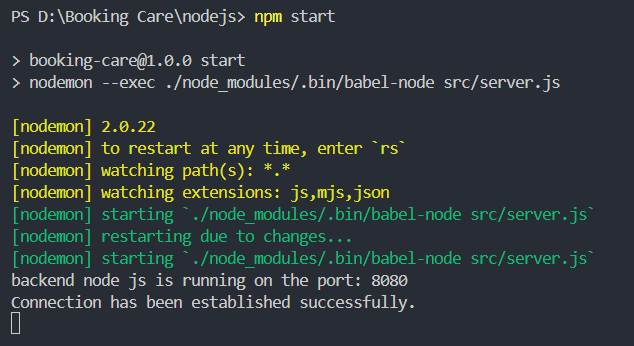 PS D:\Booking Care\nodejs> npm start
> booking-care@1.0.0 start
> nodemon --exec ./node_modules/.bin/babel-node src/server.js
[nodemon] 2.0.22
[nodemon] to restart at any time, enter `rs`
[nodemon] watching path(s): *.*
[nodemon] watching extensions: js,mjs,json
[nodemon] starting `./node_modules/.bin/babel-node src/server.js`
[nodemon] restarting due to changes...
[nodemon] starting `./node_modules/.bin/babel-node src/server.js`
backend node js is running on the port: 8080
Connection has been established successfully.